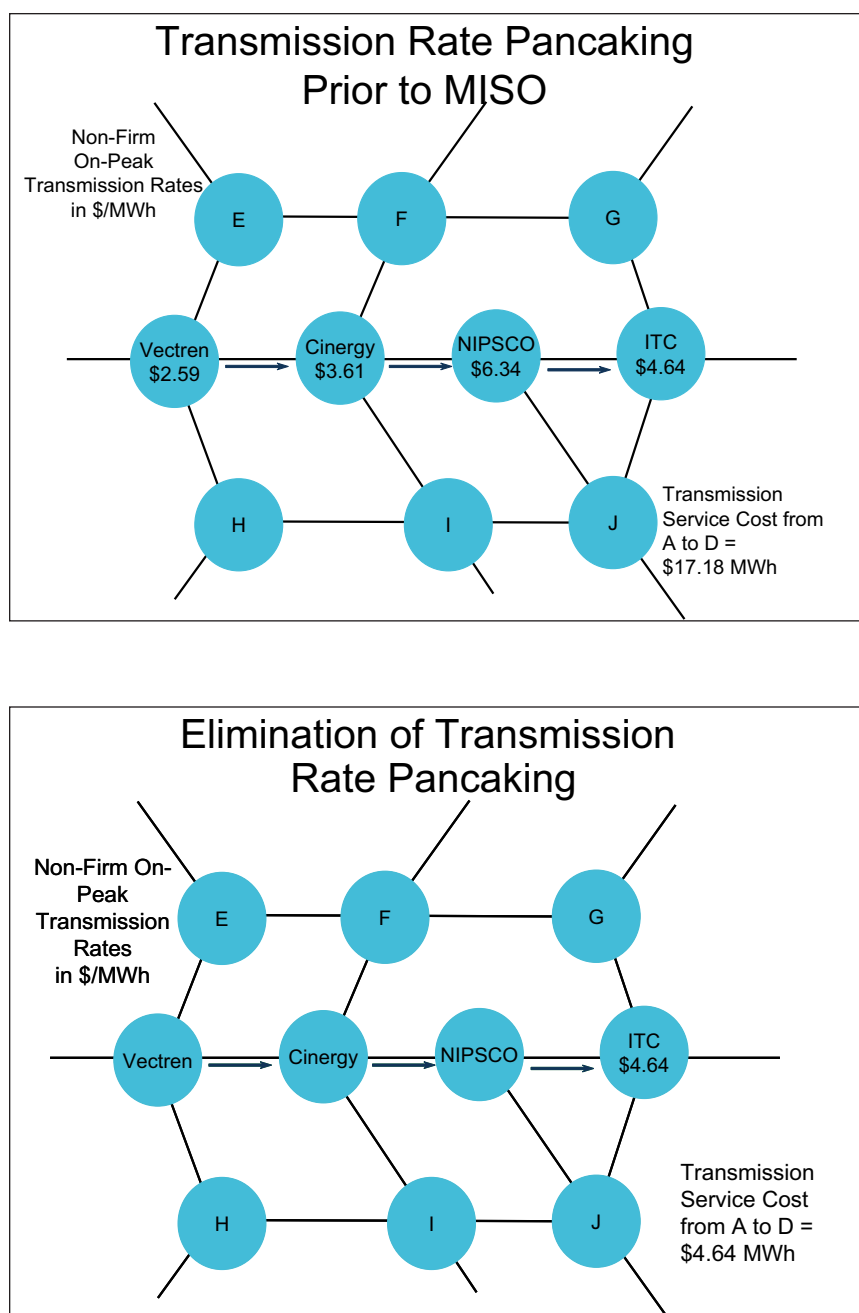 Transmission Rate Pancaking
Prior to MISO
Non-Firm
On-Peak
Transmission Rates
in $/MWh
E
F
G
Vectren
$2.59
Cinergy
$3.61
NIPSCO
$6.34
ITC
$4.64
H
I
J
Transmission
Service Cost from
A to D =
$17.18 MWh
Elimination of Transmission
Rate Pancaking
Non-Firm On-
Peak
Transmission
Rates
in $/MWh
E
F
G
Vectren
Cinergy
NIPSCO
ITC
$4.64
H
I
J
Transmission
Service Cost
from A to D =
$4.64 MWh